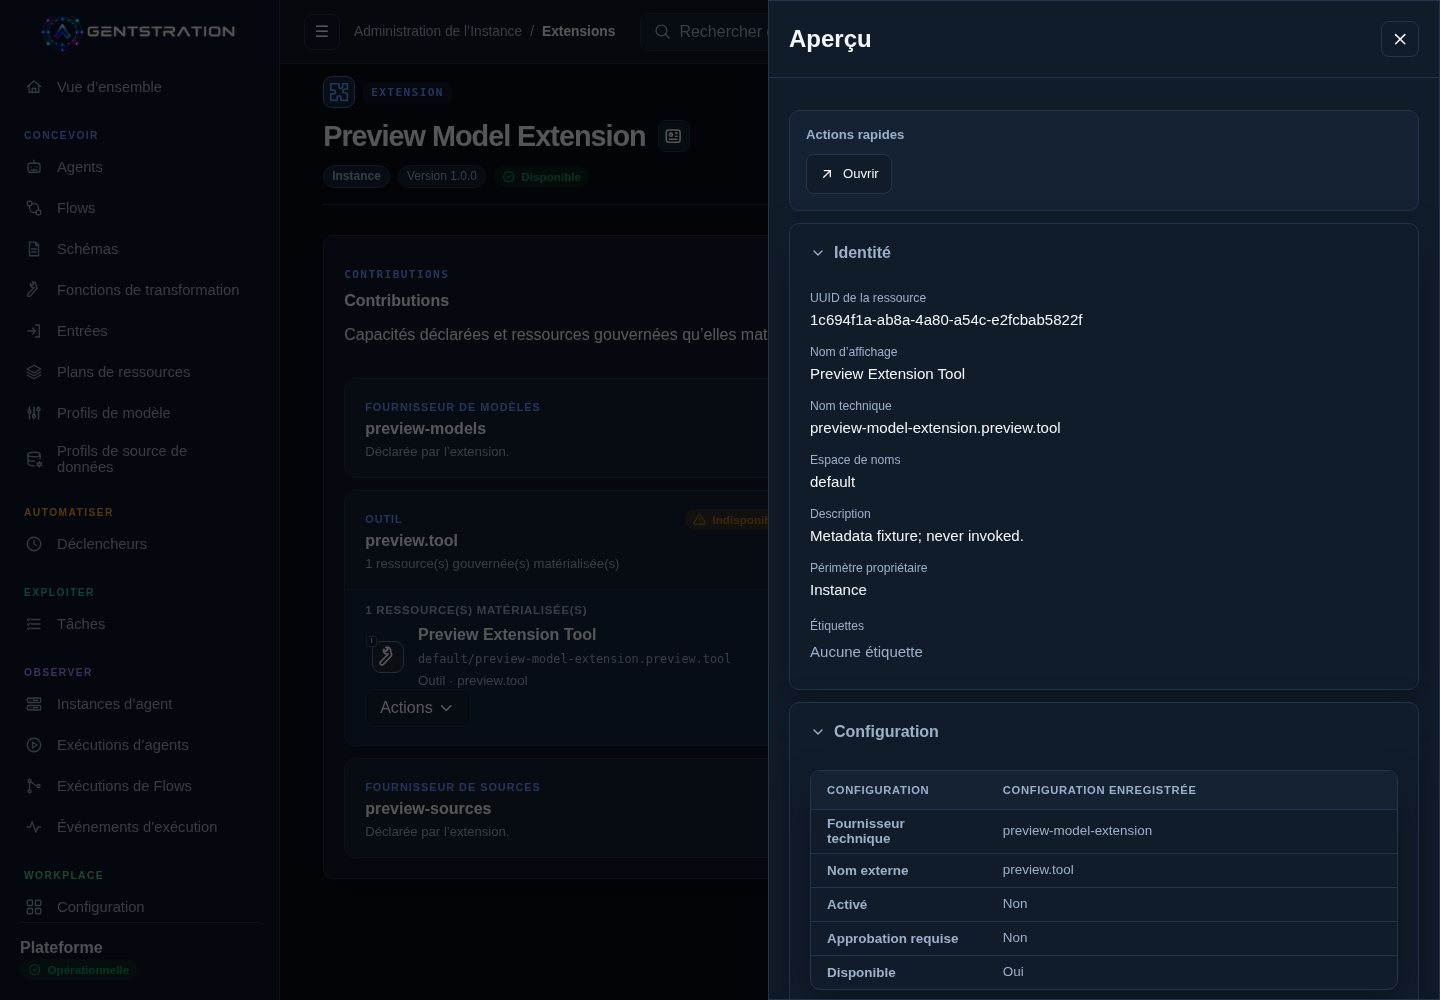 GENTSTRATION
Vue d’ensemble
CONCEVOIR
Agents
Flows
Schémas
Fonctions de transformation
Entrées
Plans de ressources
Profils de modèle
Profils de source de
données
AUTOMATISER
Déclencheurs
EXPLOITER
Tâches
OBSERVER
Instances d’agent
Exécutions d’agents
Exécutions de Flows
Événements d’exécution
WORKPLACE
Configuration
Plateforme
Opérationnelle
Administration de l’Instance / Extensions
Rechercher
EXTENSION
Preview Model Extension
Instance
Version 1.0.0
Disponible
CONTRIBUTIONS
Contributions
Capacités déclarées et ressources gouvernées qu’elles mat
FOURNISSEUR DE MODÈLES
preview-models
Déclarée par l’extension.
OUTIL
Indisponib
preview.tool
1 ressource(s) gouvernée(s) matérialisée(s)
1 RESSOURCE(S) MATÉRIALISÉE(S)
Preview Extension Tool
default/preview-model-extension.preview.tool
Outil · preview.tool
Actions
FOURNISSEUR DE SOURCES
preview-sources
Déclarée par l’extension.
Aperçu
Actions rapides
Ouvrir
Identité
UUID de la ressource
1c694f1a-ab8a-4a80-a54c-e2fcbab5822f
Nom d’affichage
Preview Extension Tool
Nom technique
preview-model-extension.preview.tool
Espace de noms
default
Description
Metadata fixture; never invoked.
Périmètre propriétaire
Instance
Étiquettes
Aucune étiquette
Configuration
CONFIGURATION CONFIGURATION ENREGISTRÉE
Fournisseur
technique
preview-model-extension
Nom externe preview.tool
Activé Non
Approbation requise Non
Disponible Oui